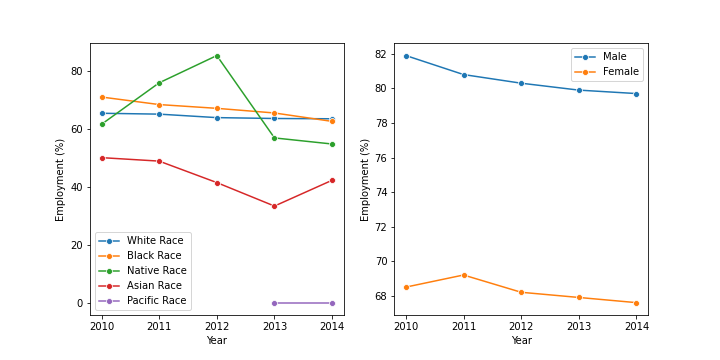 80
60
40
20
0
Employment (%)
White Race
Black Race
Native Race
Asian Race
Pacific Race
2010 2011 2012 2013 2014
Year
82
80
78
76
74
72
70
68
Employment (%)
Male
Female
2010 2011 2012 2013 2014
Year